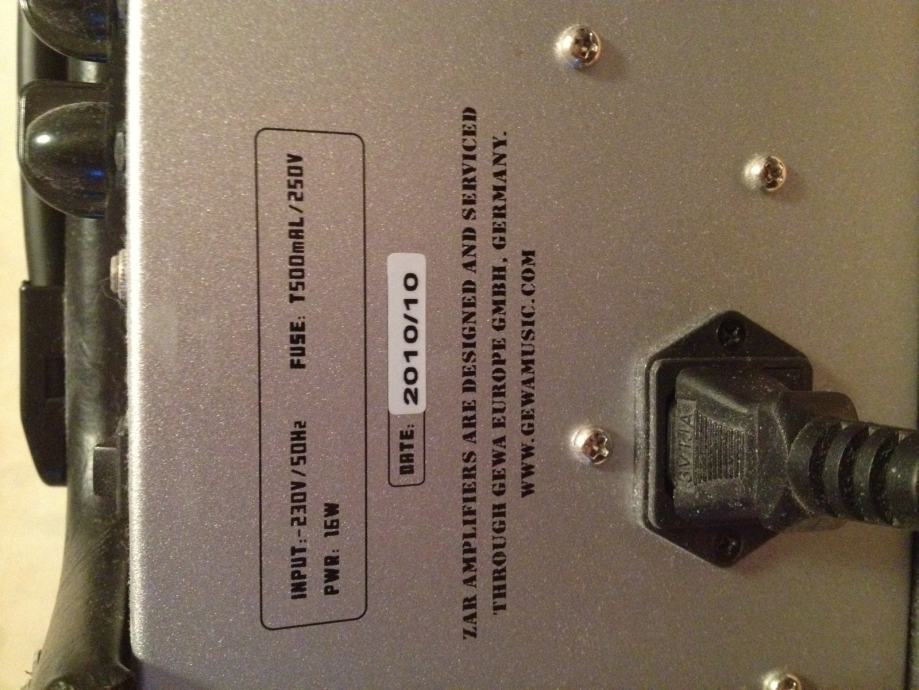 INPUT:~230V/50Hz FUSE: T500mAL/250V
PWR: 16W
DATE: 2010/10
ZAR AMPLIFIERS ARE DESIGNED AND SERVICED
THROUGH GEWA EUROPE GMBH, GERMANY.
WWW.GEWAMUSIC.COM